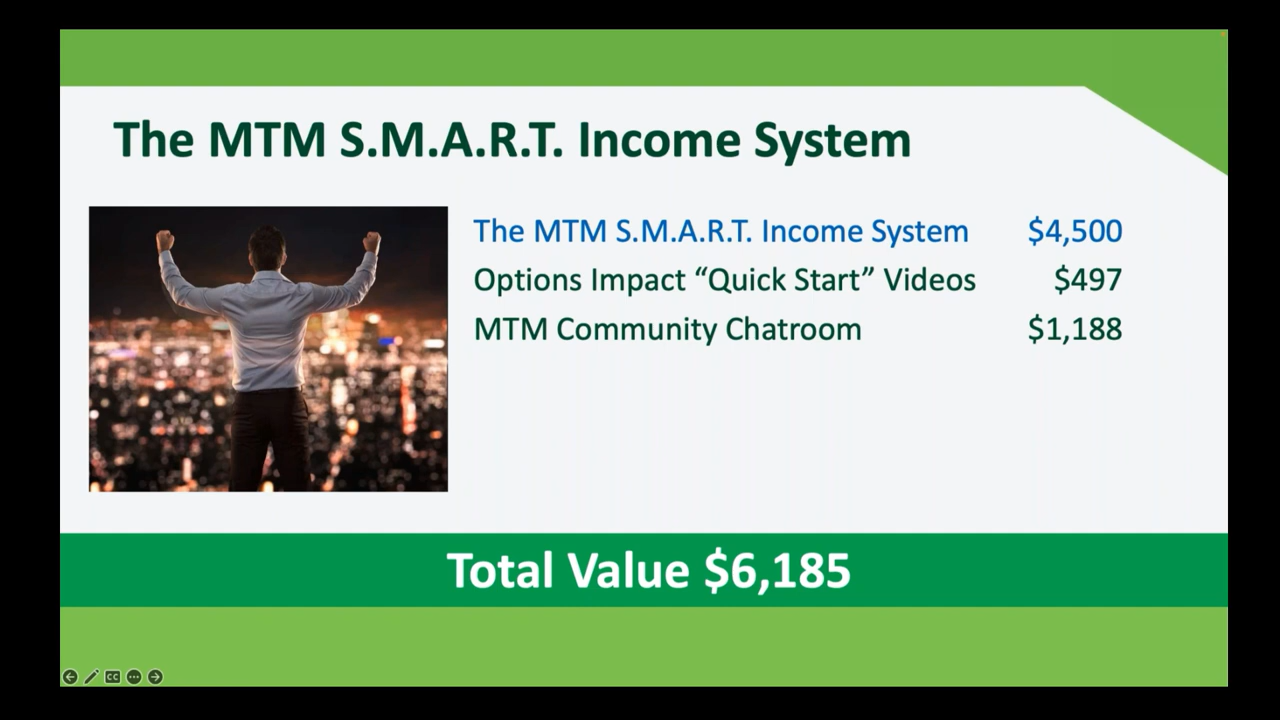 The MTM S.M.A.R.T. Income System
The MTM S.M.A.R.T. Income System $4,500
Options Impact “Quick Start” Videos $497
MTM Community Chatroom $1,188
Total Value $6,185
CC